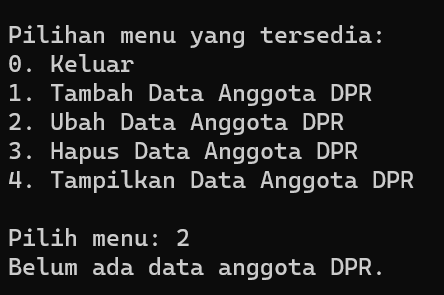 Pilihan menu yang tersedia:
0. Keluar
1. Tambah Data Anggota DPR
2. Ubah Data Anggota DPR
3. Hapus Data Anggota DPR
4. Tampilkan Data Anggota DPR
Pilih menu: 2
Belum ada data anggota DPR.